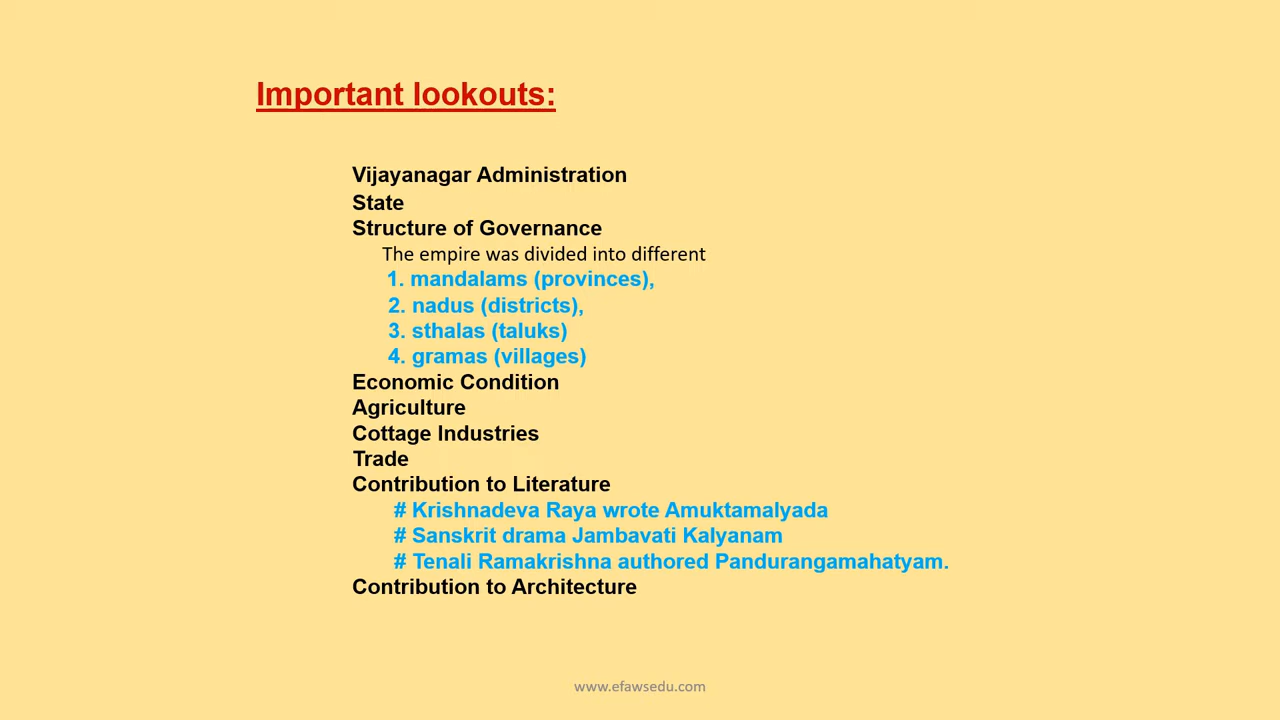 Important lookouts:
Vijayanagar Administration
State
Structure of Governance
The empire was divided into different
1. mandalams (provinces),
2. nadus (districts),
3. sthalas (taluks)
4. gramas (villages)
Economic Condition
Agriculture
Cottage Industries
Trade
Contribution to Literature
# Krishnadeva Raya wrote Amuktamalyada
# Sanskrit drama Jambavati Kalyanam
# Tenali Ramakrishna authored Pandurangamahatyam.
Contribution to Architecture
www.efawsedu.com